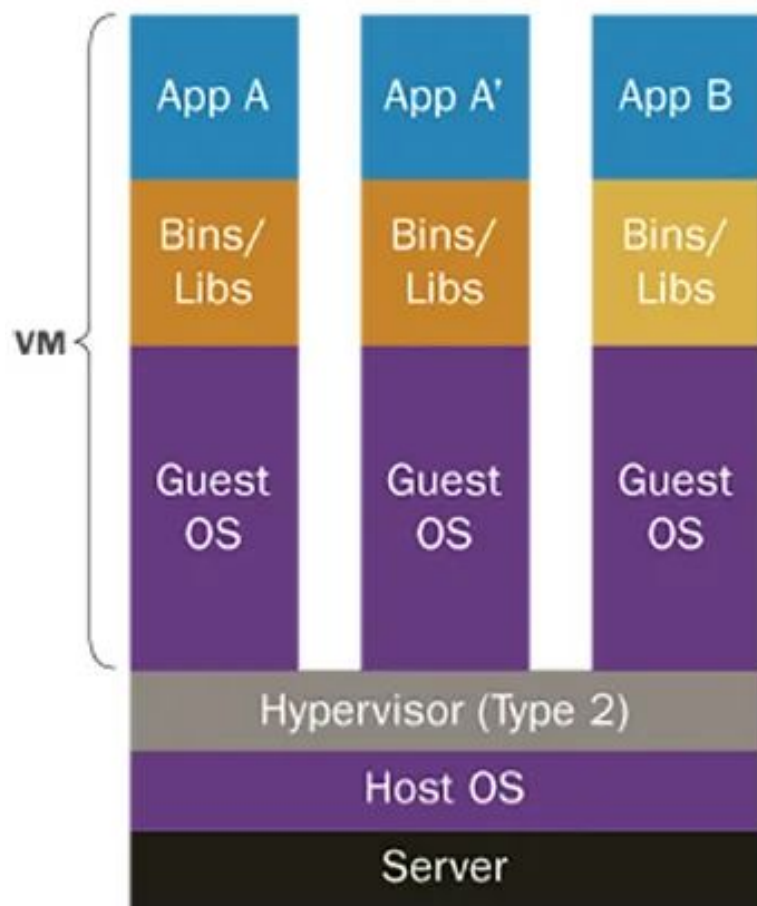 App A
App A'
App B
Bins/
Libs
Bins/
Libs
Bins/
Libs
VM
Guest
OS
Guest
OS
Guest
OS
Hypervisor (Type 2)
Host OS
Server